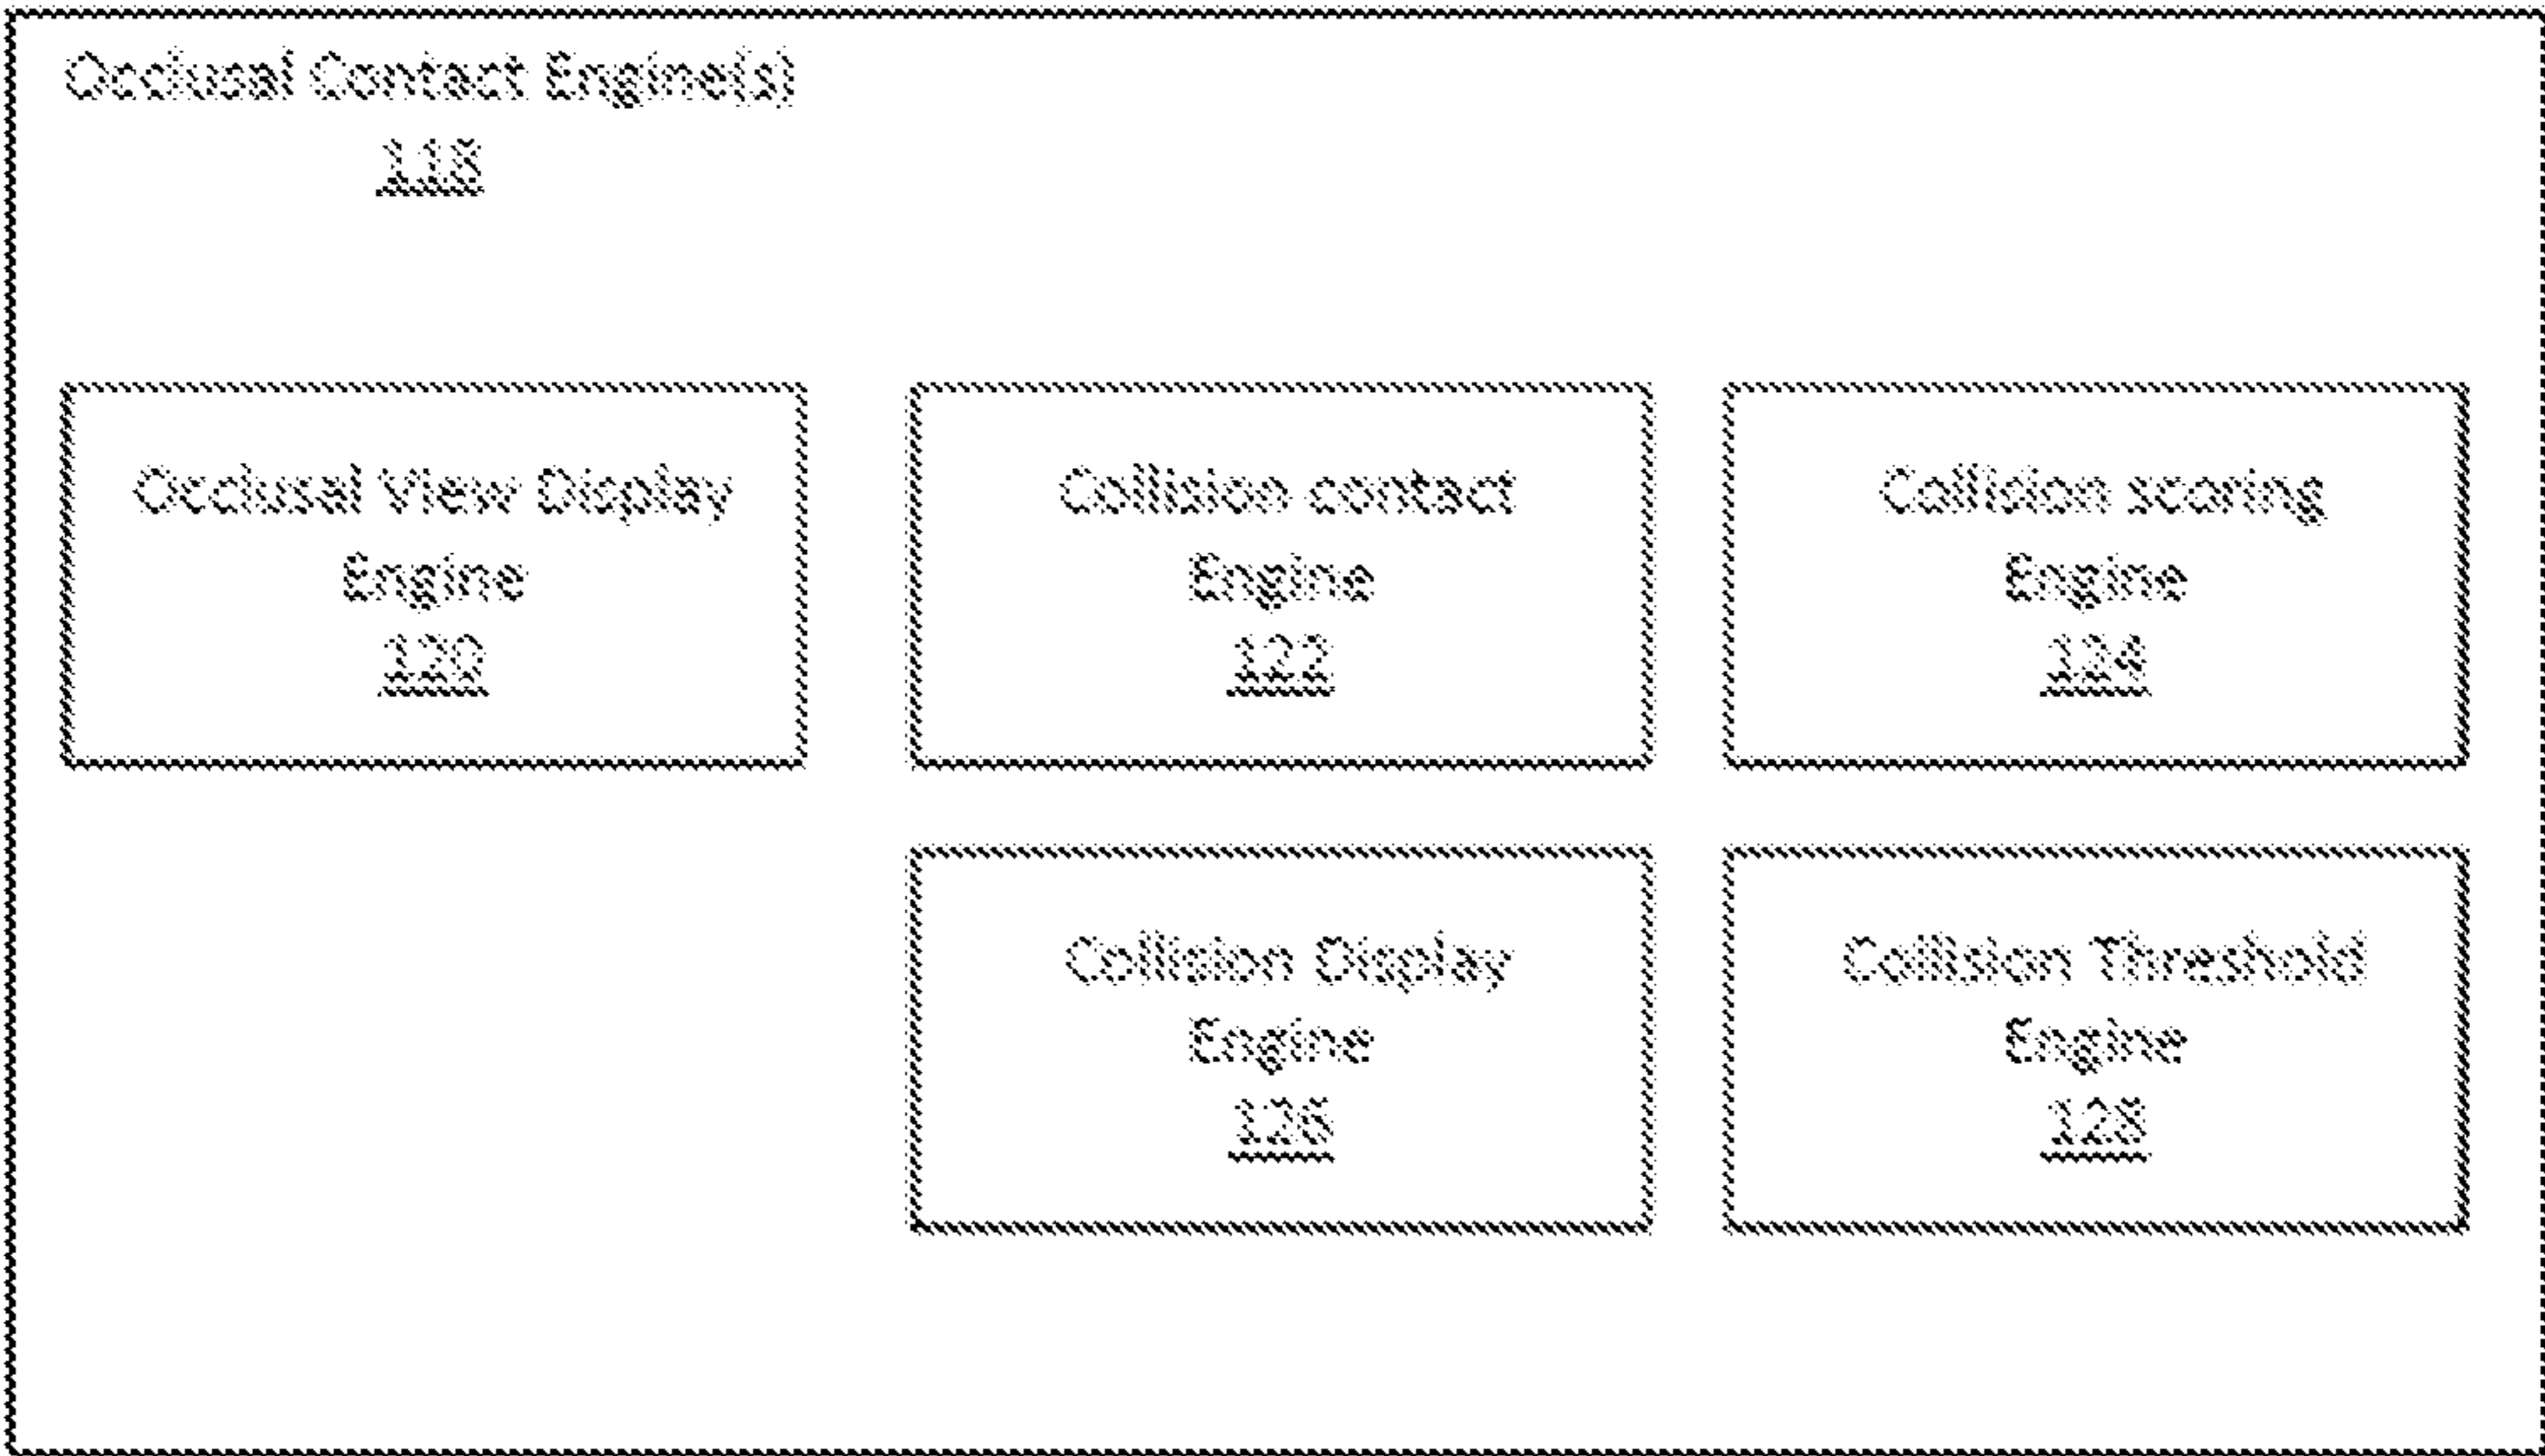 Occlusal Contact Engine(s)
118
Occlusal View Display
Engine
120
Collision contact
Engine
122
Collision scoring
Engine
124
Collision Display
Engine
126
Collision Threshold
Engine
128